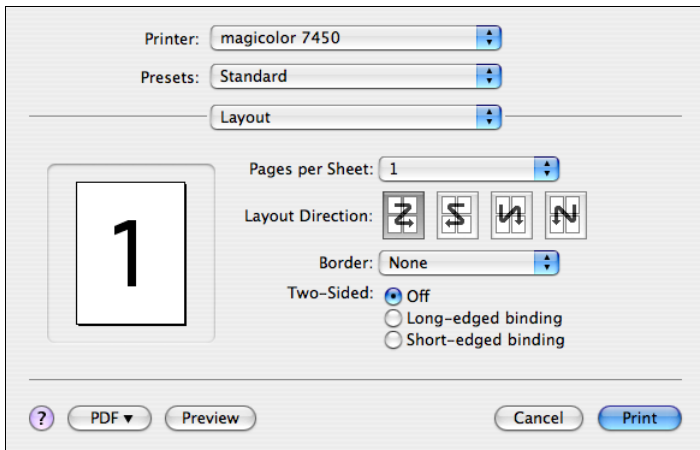 Printer: magicolor 7450
Presets: Standard
Layout
Pages per Sheet: 1
1
Layout Direction:
Border: None
Two-Sided: Off
Long-edged binding
Short-edged binding
? PDF ▼ Preview Cancel Print